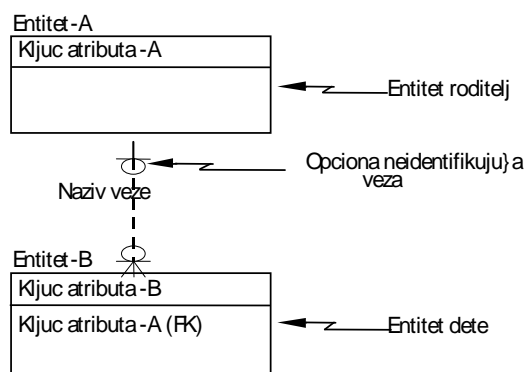 Entitet-A
Kljuc atributa-A
Entitet roditelj
Opciona neidentifikuju}a
veza
Naziv veze
Entitet-B
Kljuc atributa-B
Kljuc atributa-A (FK)
Entitet dete